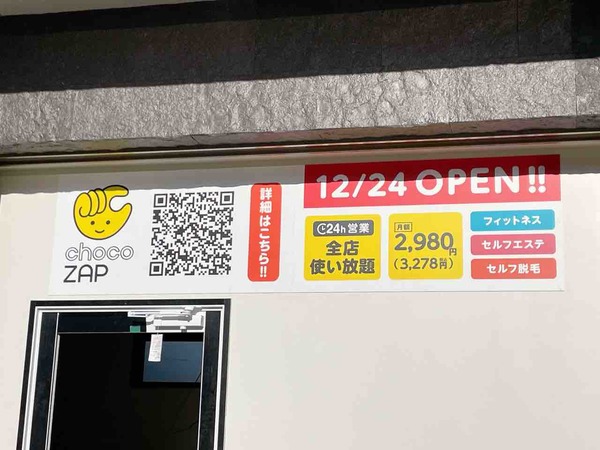 choco
ZAP
詳細はこちら!!
12/24 OPEN!!
24h営業
全店
使い放題
月額
2,980円
(3,278円)
フィットネス
セルフエステ
セルフ脱毛